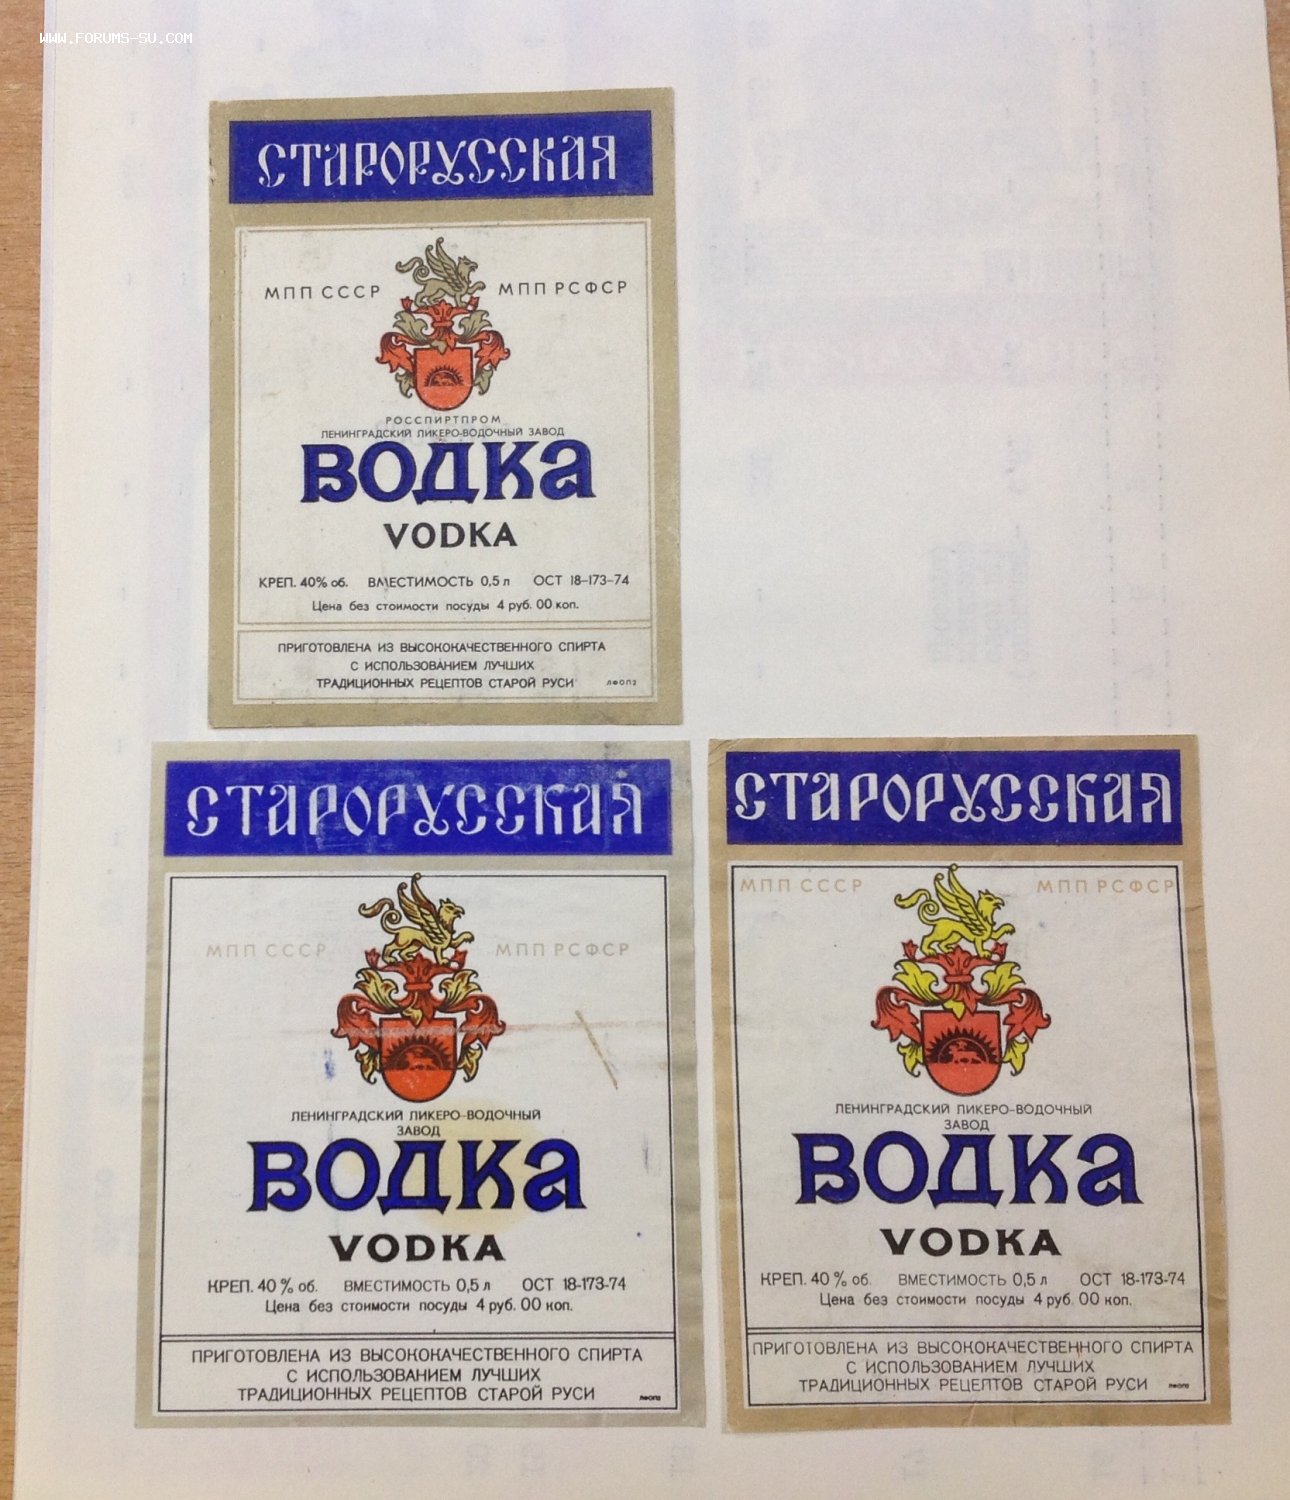 WWW.FORUMS-SU.COM
СТАРОРУССКАЯ
МПП СССР МПП РСФСР
РОССПИРТПРОМ
ЛЕНИНГРАДСКИЙ ЛИКЕРО-ВОДОЧНЫЙ ЗАВОД
ВОДКА
VODKA
КРЕП. 40% об. ВМЕСТИМОСТЬ 0,5 л ОСТ 18-173-74
Цена без стоимости посуды 4 руб. 00 коп.
ПРИГОТОВЛЕНА ИЗ ВЫСОКОКАЧЕСТВЕННОГО СПИРТА
С ИСПОЛЬЗОВАНИЕМ ЛУЧШИХ
ТРАДИЦИОННЫХ РЕЦЕПТОВ СТАРОЙ РУСИ ЛФОП2
СТАРОРУССКАЯ
МПП СССР МПП РСФСР
ЛЕНИНГРАДСКИЙ ЛИКЕРО-ВОДОЧНЫЙ
ЗАВОД
ВОДКА
VODKA
КРЕП. 40 % об. ВМЕСТИМОСТЬ 0,5 л ОСТ 18-173-74
Цена без стоимости посуды 4 руб. 00 коп.
ПРИГОТОВЛЕНА ИЗ ВЫСОКОКАЧЕСТВЕННОГО СПИРТА
С ИСПОЛЬЗОВАНИЕМ ЛУЧШИХ
ТРАДИЦИОННЫХ РЕЦЕПТОВ СТАРОЙ РУСИ
СТАРОРУССКАЯ
МПП СССР МПП РСФСР
ЛЕНИНГРАДСКИЙ ЛИКЕРО-ВОДОЧНЫЙ
ЗАВОД
ВОДКА
VODKA
КРЕП. 40 % об. ВМЕСТИМОСТЬ 0,5 л ОСТ 18-173-74
Цена без стоимости посуды 4 руб. 00 коп.
ПРИГОТОВЛЕНА ИЗ ВЫСОКОКАЧЕСТВЕННОГО СПИРТА
С ИСПОЛЬЗОВАНИЕМ ЛУЧШИХ
ТРАДИЦИОННЫХ РЕЦЕПТОВ СТАРОЙ РУСИ